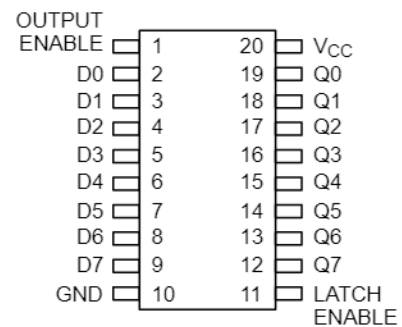 OUTPUT
ENABLE 1 20 VCC
D0 2 19 Q0
D1 3 18 Q1
D2 4 17 Q2
D3 5 16 Q3
D4 6 15 Q4
D5 7 14 Q5
D6 8 13 Q6
D7 9 12 Q7
GND 10 11 LATCH
ENABLE